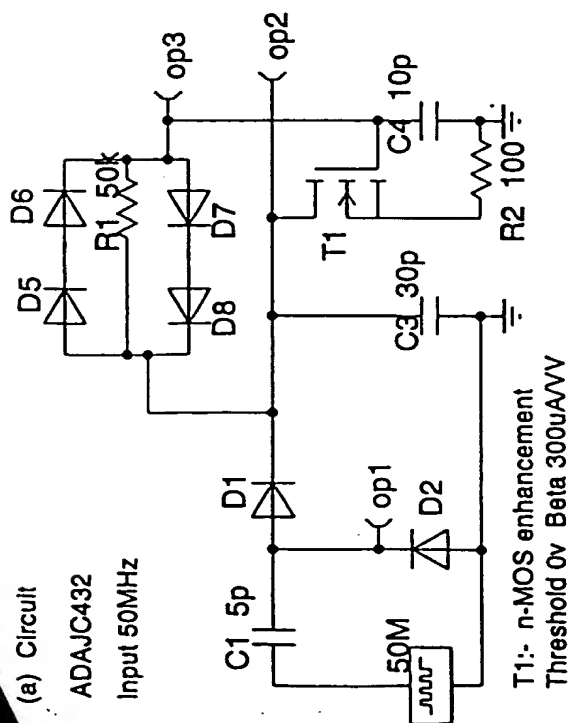 (a) Circuit
ADAJC432
Input 50MHz
D5
D6
R1 50k
D8
D7
op3
op2
D1
C1 5p
op1
D2
50M
C3 30p
T1
C4 10p
R2 100
T1:- n-MOS enhancement
Threshold 0v Beta 300uA/VV